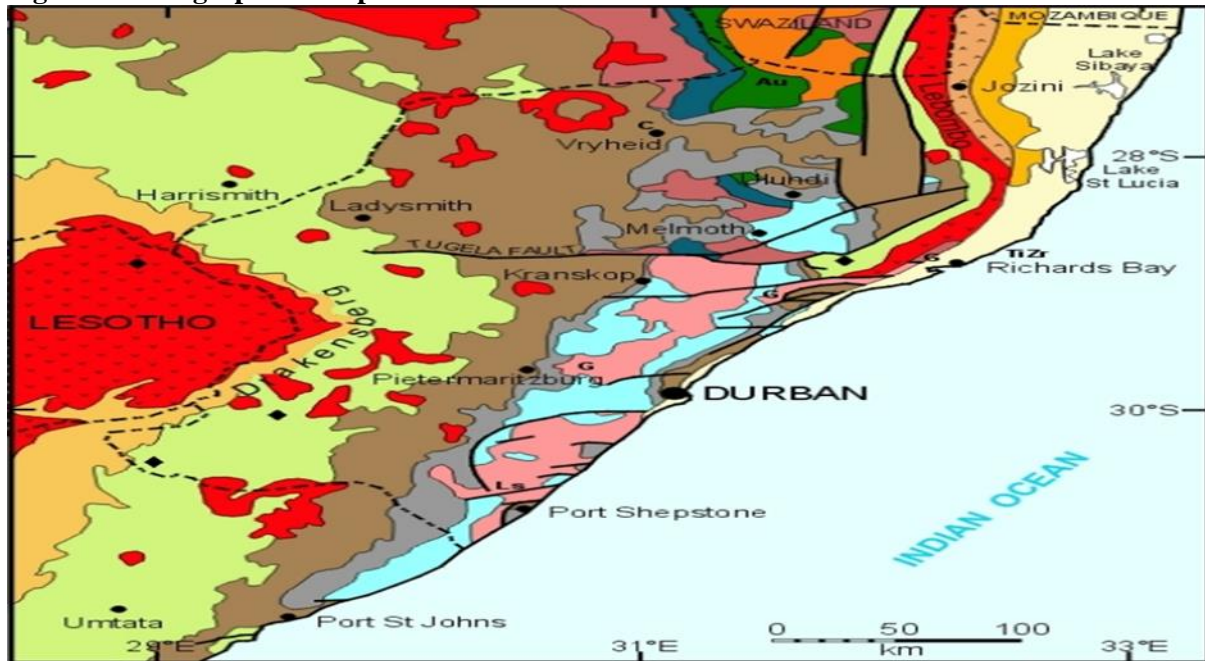 SWAZILAND
MOZAMBIQUE
Lake
Sibaya
Au
Jozini
Lebombo
C
Vryheid
28°S
Lake
St Lucia
Harrismith
Ulundi
Ladysmith
Melmoth
TUGELA FAULT
TiZr
G
Richards Bay
Kranskop
G
LESOTHO
Drakensberg
Pietermaritzburg
G
DURBAN
30°S
Ls
Port Shepstone
INDIAN OCEAN
Umtata
Port St Johns
29°E
31°E
0 50 100
km
33°E